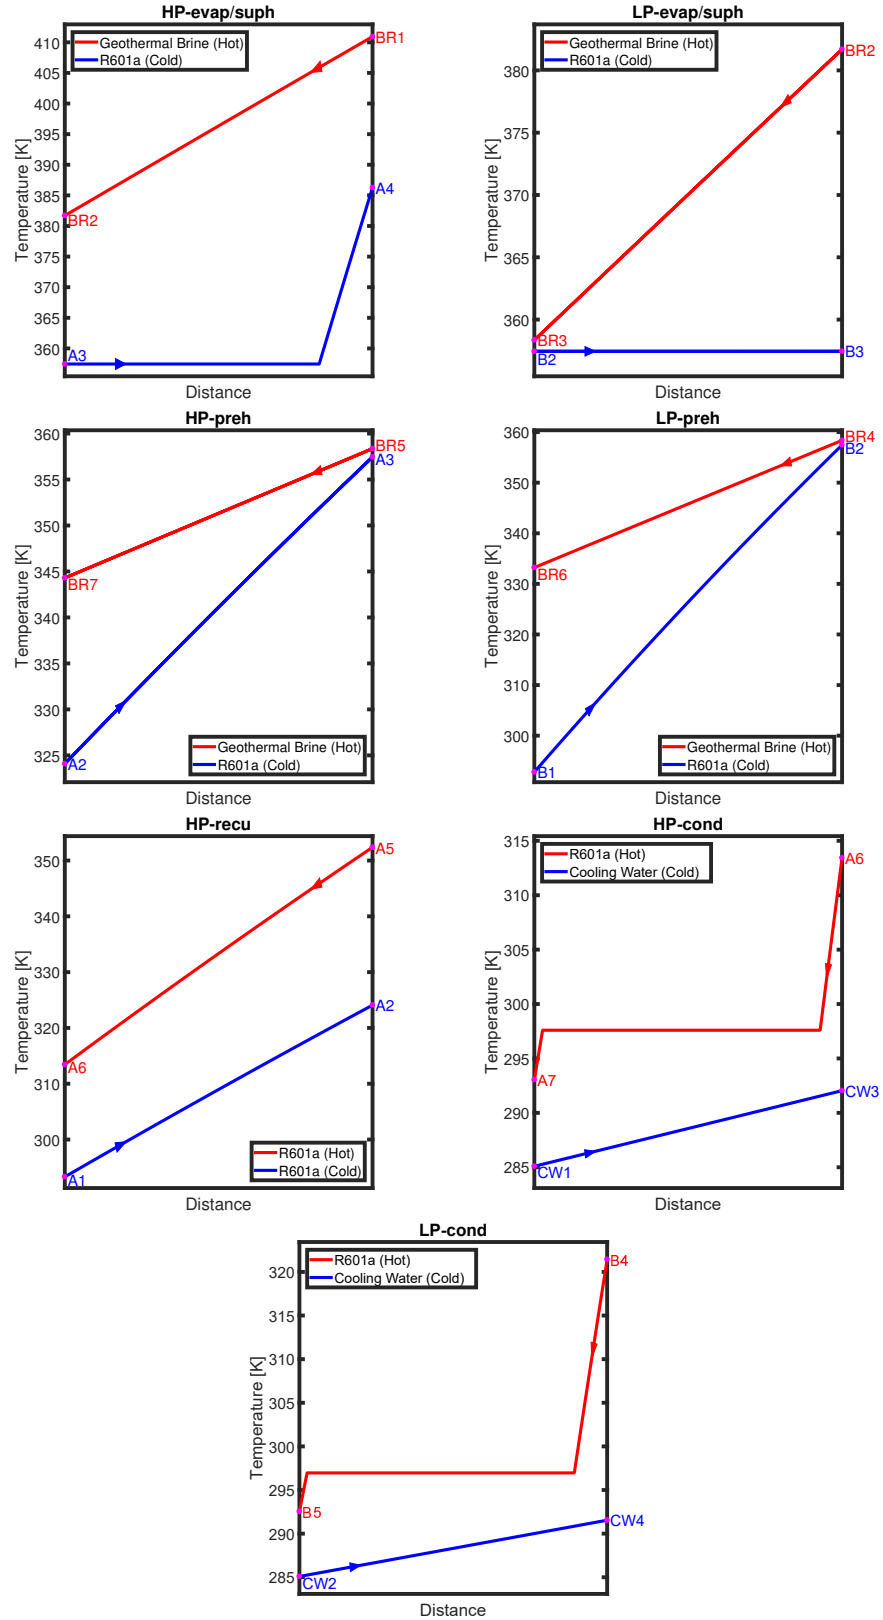 HP-evap/suph
Temperature [K]
410
405
400
395
390
385
380
375
370
365
360
Geothermal Brine (Hot)
R601a (Cold)
BR1
A4
BR2
A3
Distance
LP-evap/suph
Temperature [K]
380
375
370
365
360
Geothermal Brine (Hot)
R601a (Cold)
BR2
BR3
B2
B3
Distance
HP-preh
Temperature [K]
360
355
350
345
340
335
330
325
BR5
A3
BR7
A2
Geothermal Brine (Hot)
R601a (Cold)
Distance
LP-preh
Temperature [K]
360
350
340
330
320
310
300
BR4
B2
BR6
B1
Geothermal Brine (Hot)
R601a (Cold)
Distance
HP-recu
Temperature [K]
350
340
330
320
310
300
A5
A2
A6
A1
R601a (Hot)
R601a (Cold)
Distance
HP-cond
Temperature [K]
315
310
305
300
295
290
285
R601a (Hot)
Cooling Water (Cold)
A6
A7
CW3
CW1
Distance
LP-cond
Temperature [K]
320
315
310
305
300
295
290
285
R601a (Hot)
Cooling Water (Cold)
B4
B5
CW4
CW2
Distance